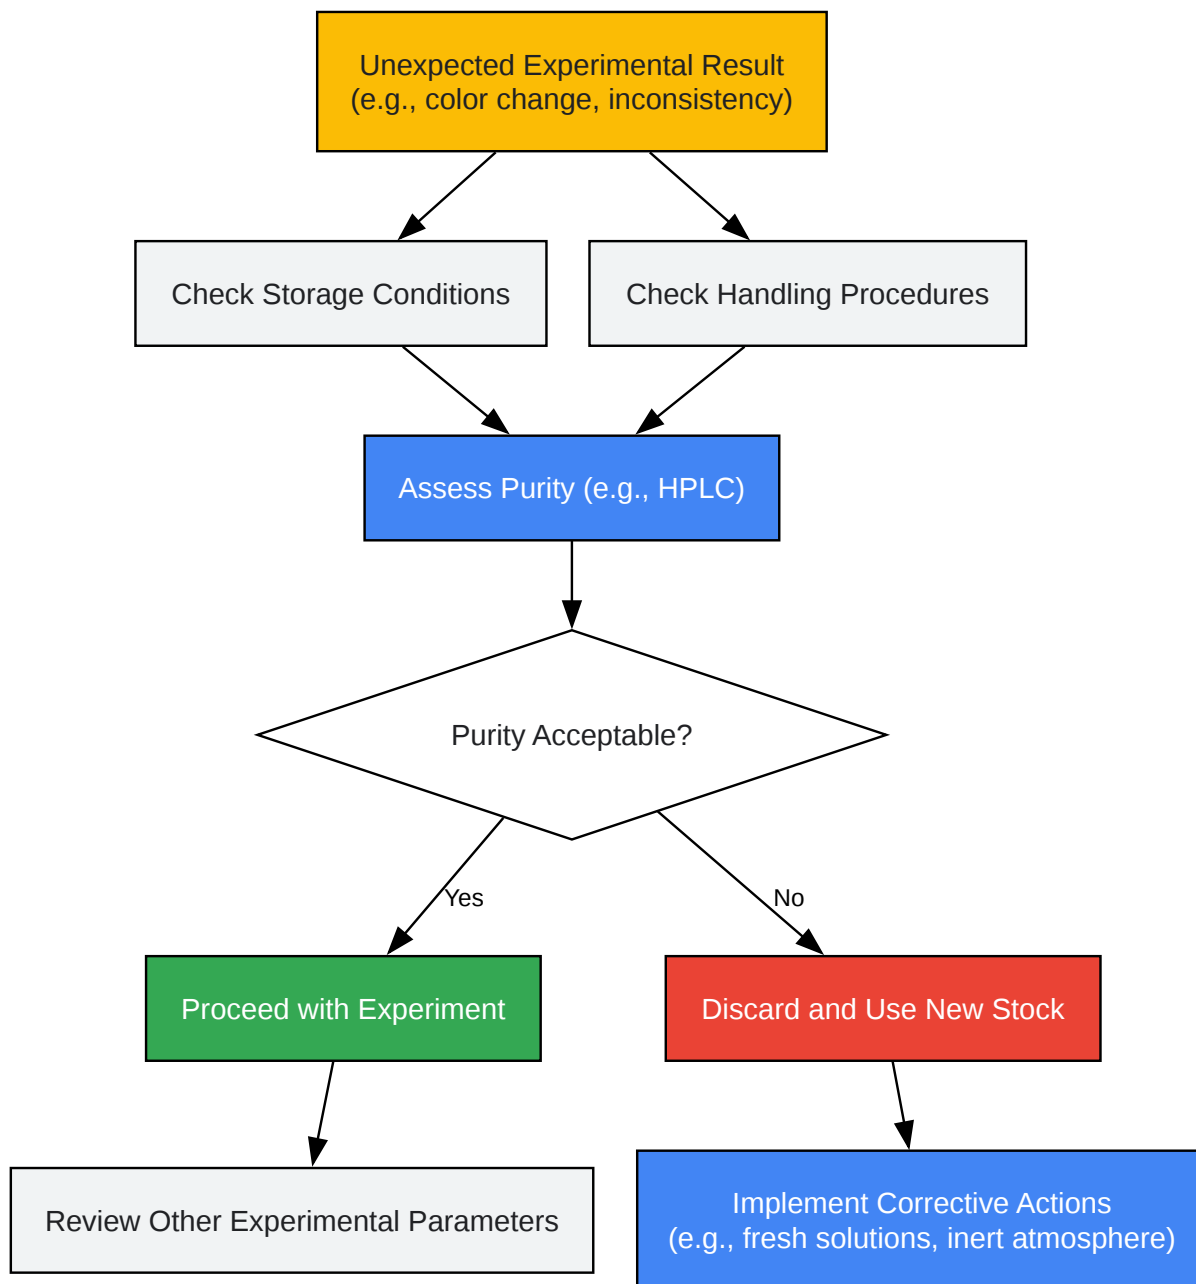 Unexpected Experimental Result
(e.g., color change, inconsistency)
Check Storage Conditions
Check Handling Procedures
Assess Purity (e.g., HPLC)
Purity Acceptable?
Yes
No
Proceed with Experiment
Discard and Use New Stock
Review Other Experimental Parameters
Implement Corrective Actions
(e.g., fresh solutions, inert atmosphere)